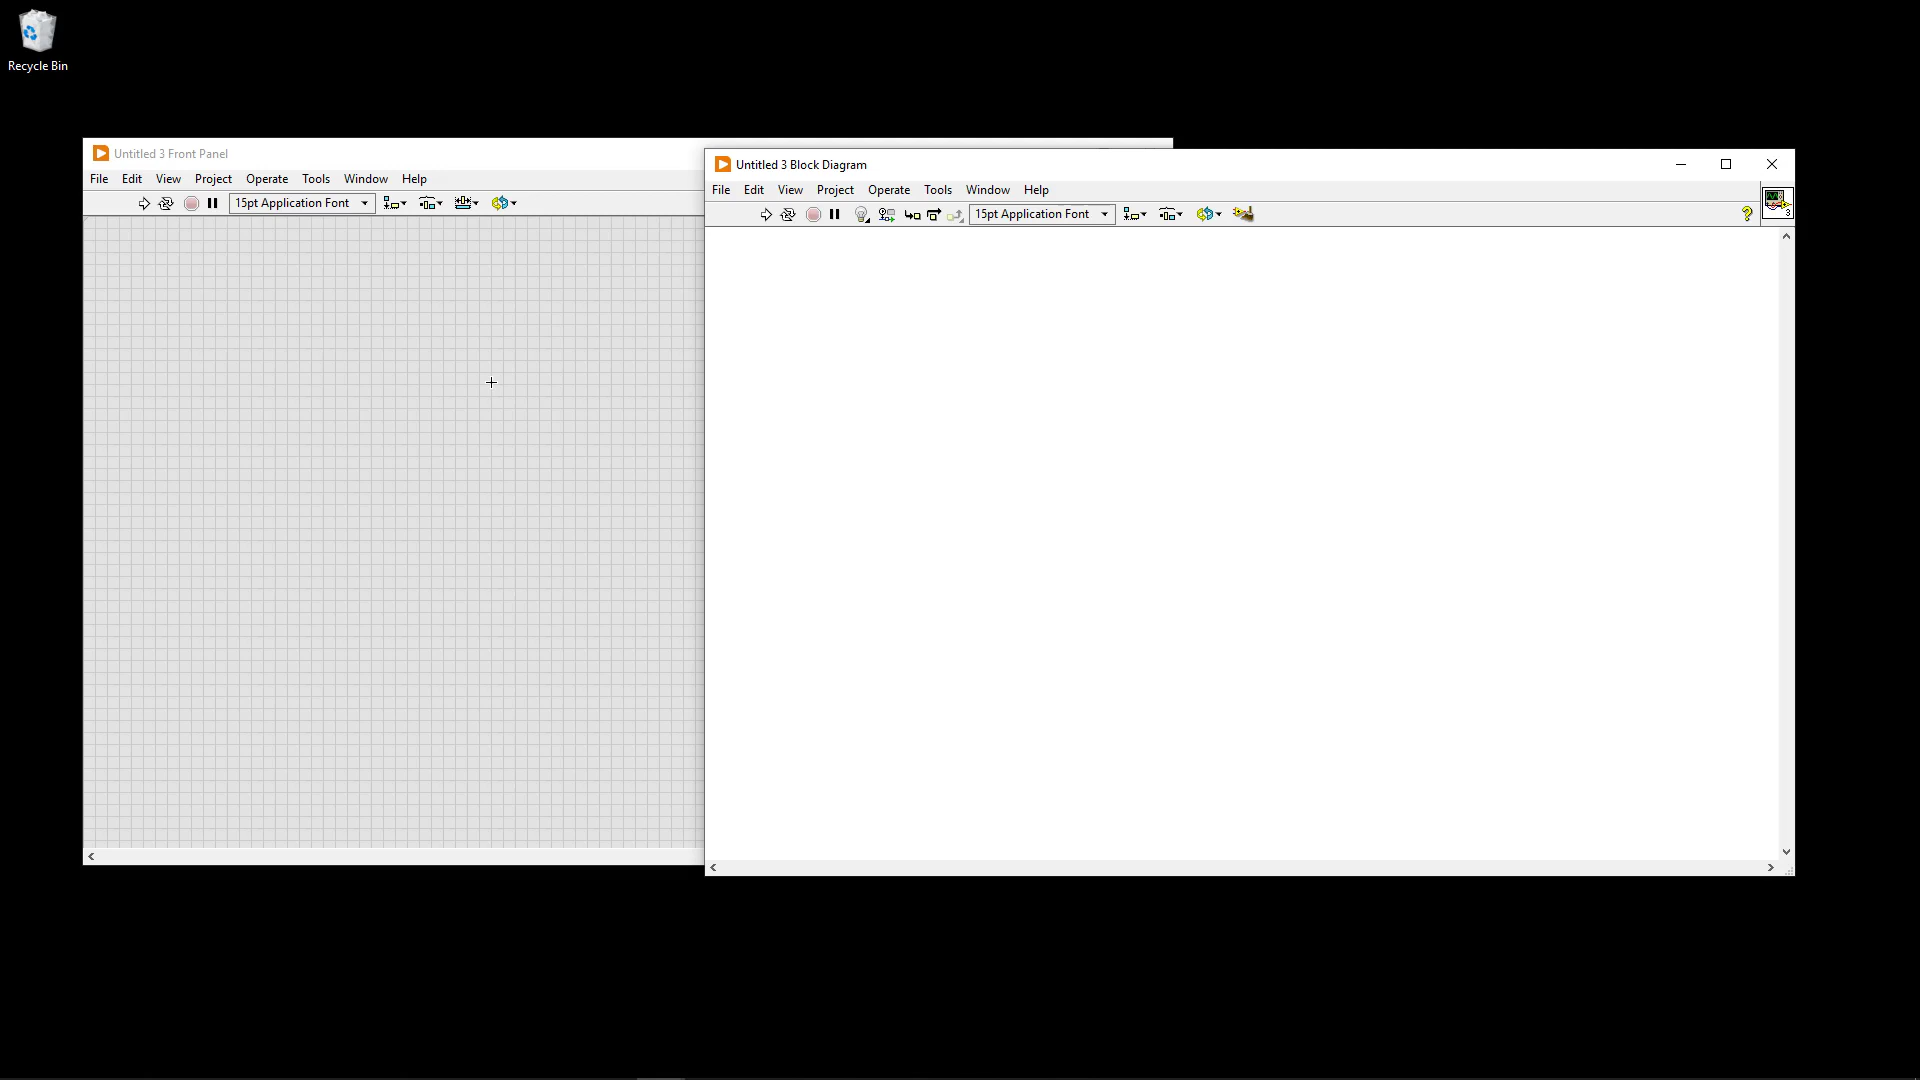 Recycle Bin
Untitled 3 Front Panel
File Edit View Project Operate Tools Window Help
15pt Application Font
Untitled 3 Block Diagram
File Edit View Project Operate Tools Window Help
15pt Application Font
?
3